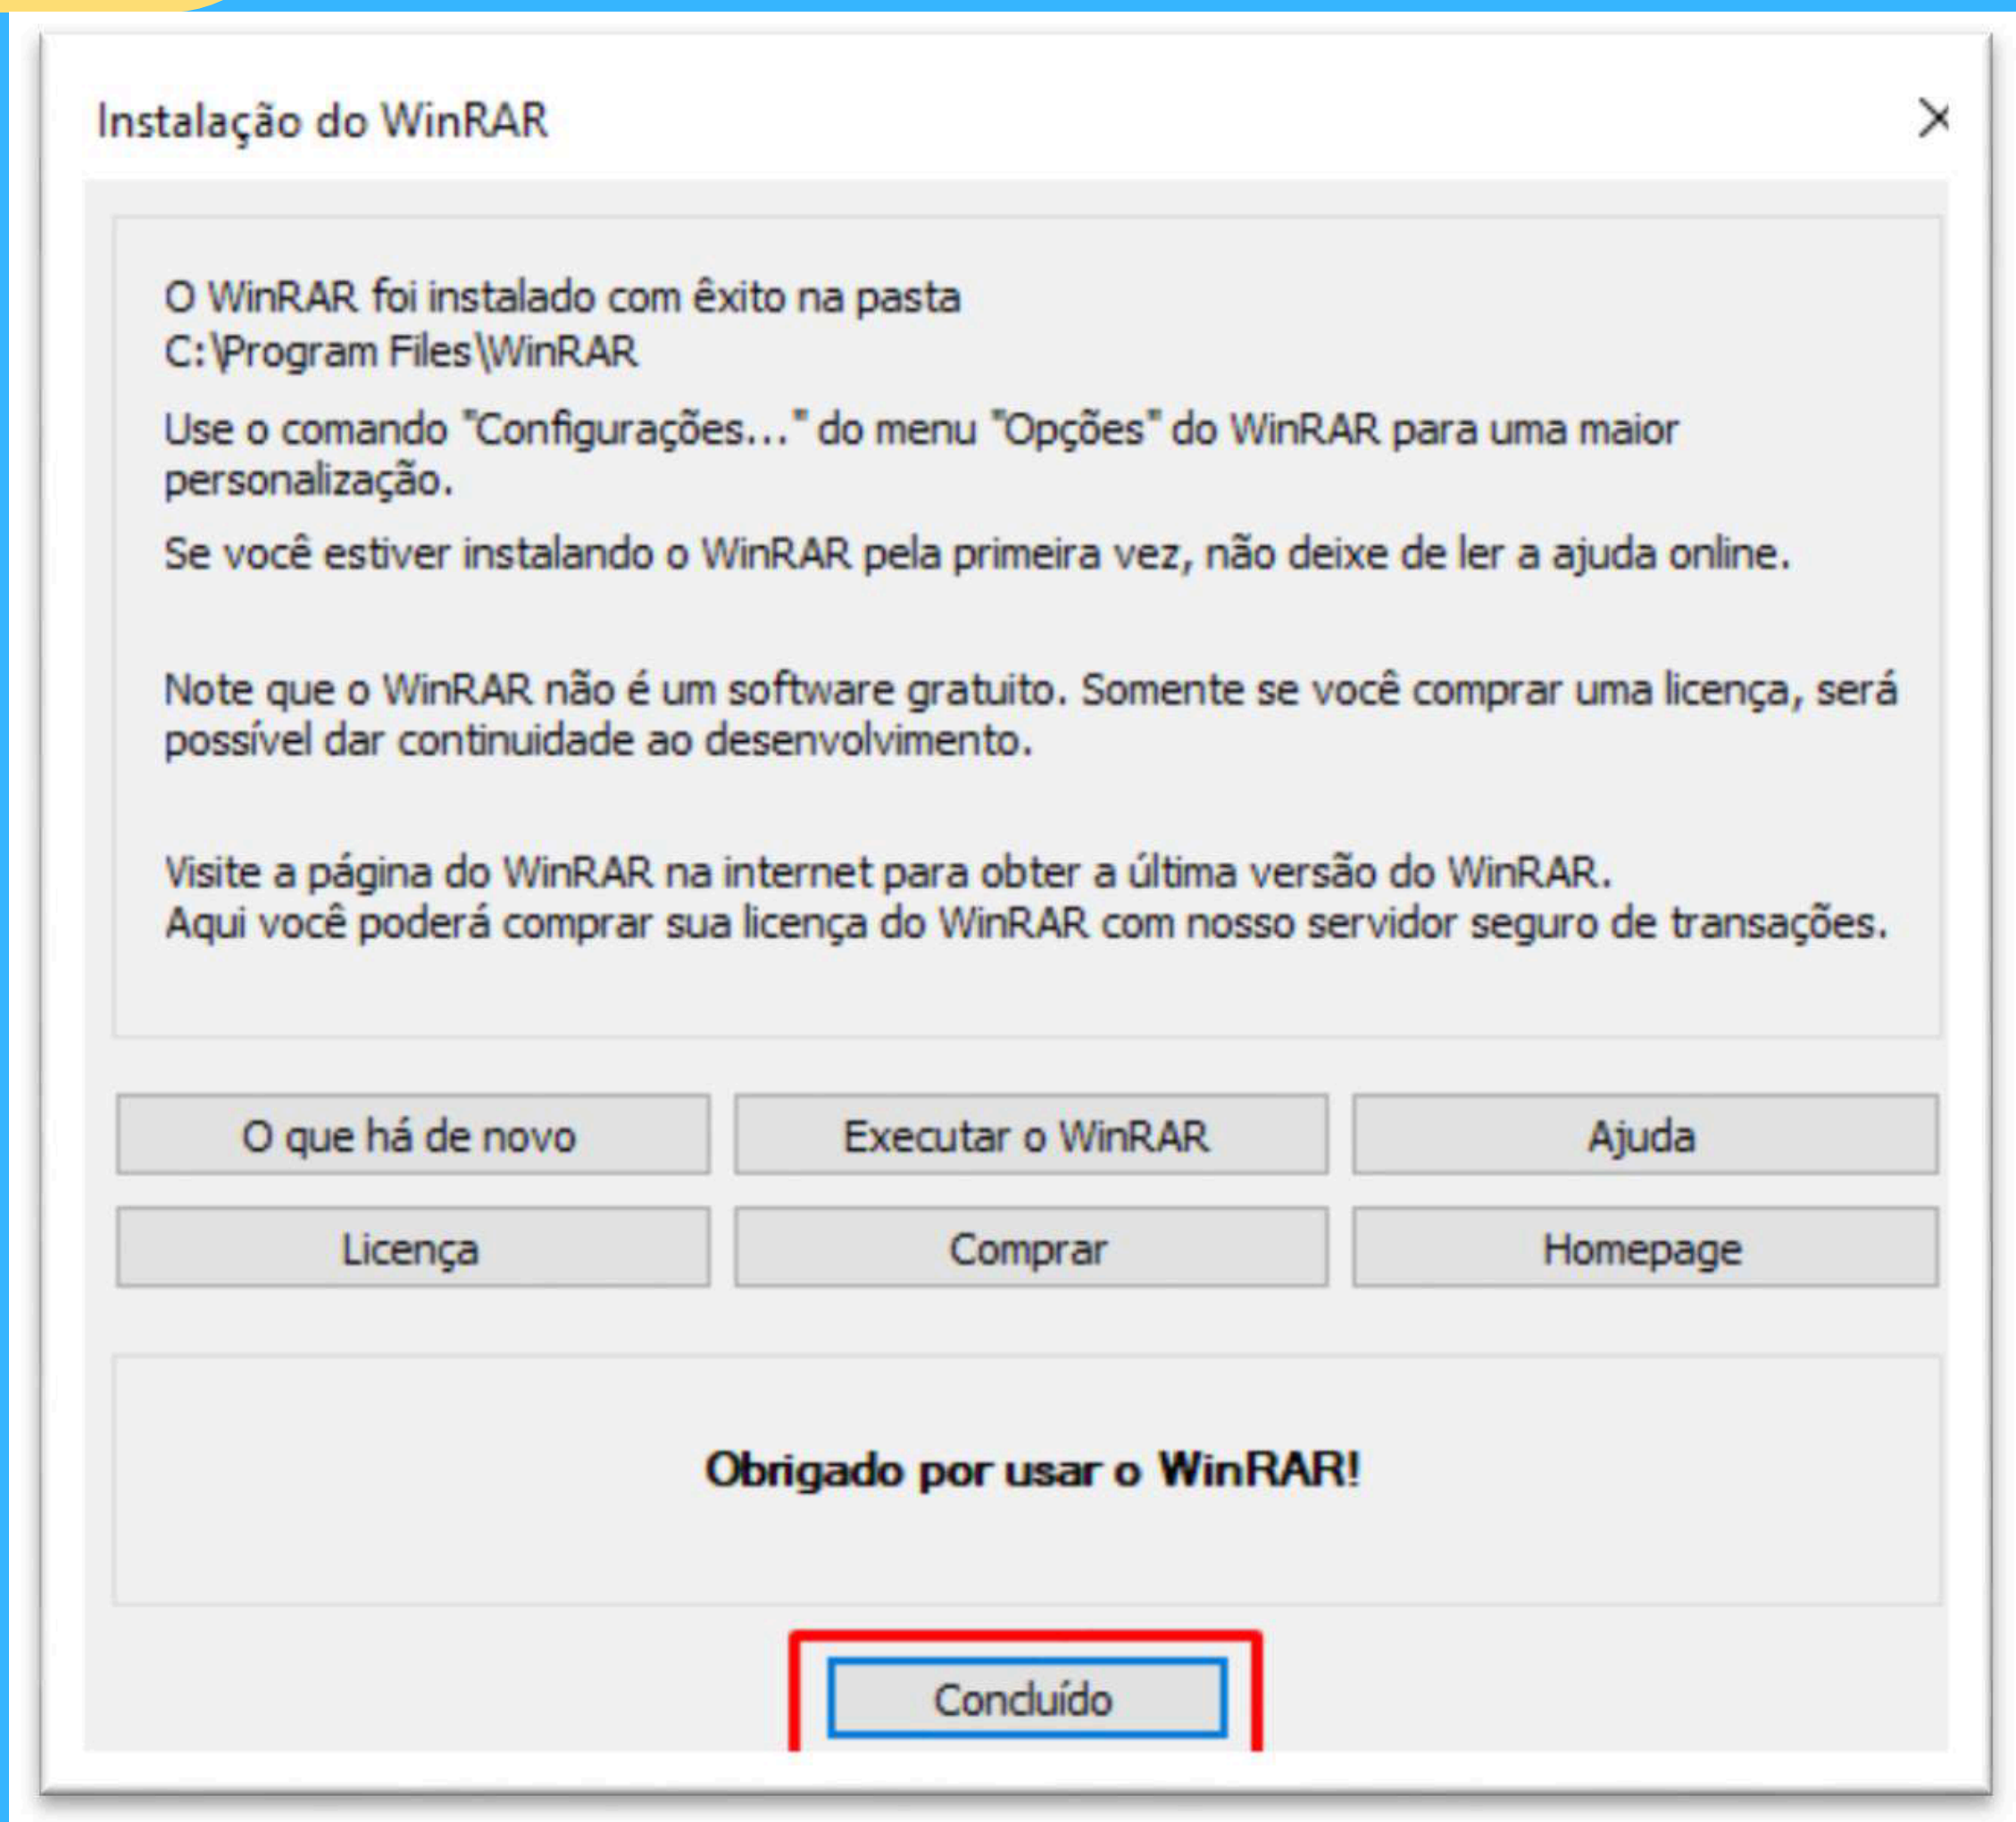 Instalação do WinRAR
O WinRAR foi instalado com êxito na pasta
C:\Program Files\WinRAR
Use o comando "Configurações..." do menu "Opções" do WinRAR para uma maior
personalização.
Se você estiver instalando o WinRAR pela primeira vez, não deixe de ler a ajuda online.
Note que o WinRAR não é um software gratuito. Somente se você comprar uma licença, será
possível dar continuidade ao desenvolvimento.
Visite a página do WinRAR na internet para obter a última versão do WinRAR.
Aqui você poderá comprar sua licença do WinRAR com nosso servidor seguro de transações.
O que há de novo
Executar o WinRAR
Ajuda
Licença
Comprar
Homepage
Obrigado por usar o WinRAR!
Concluído